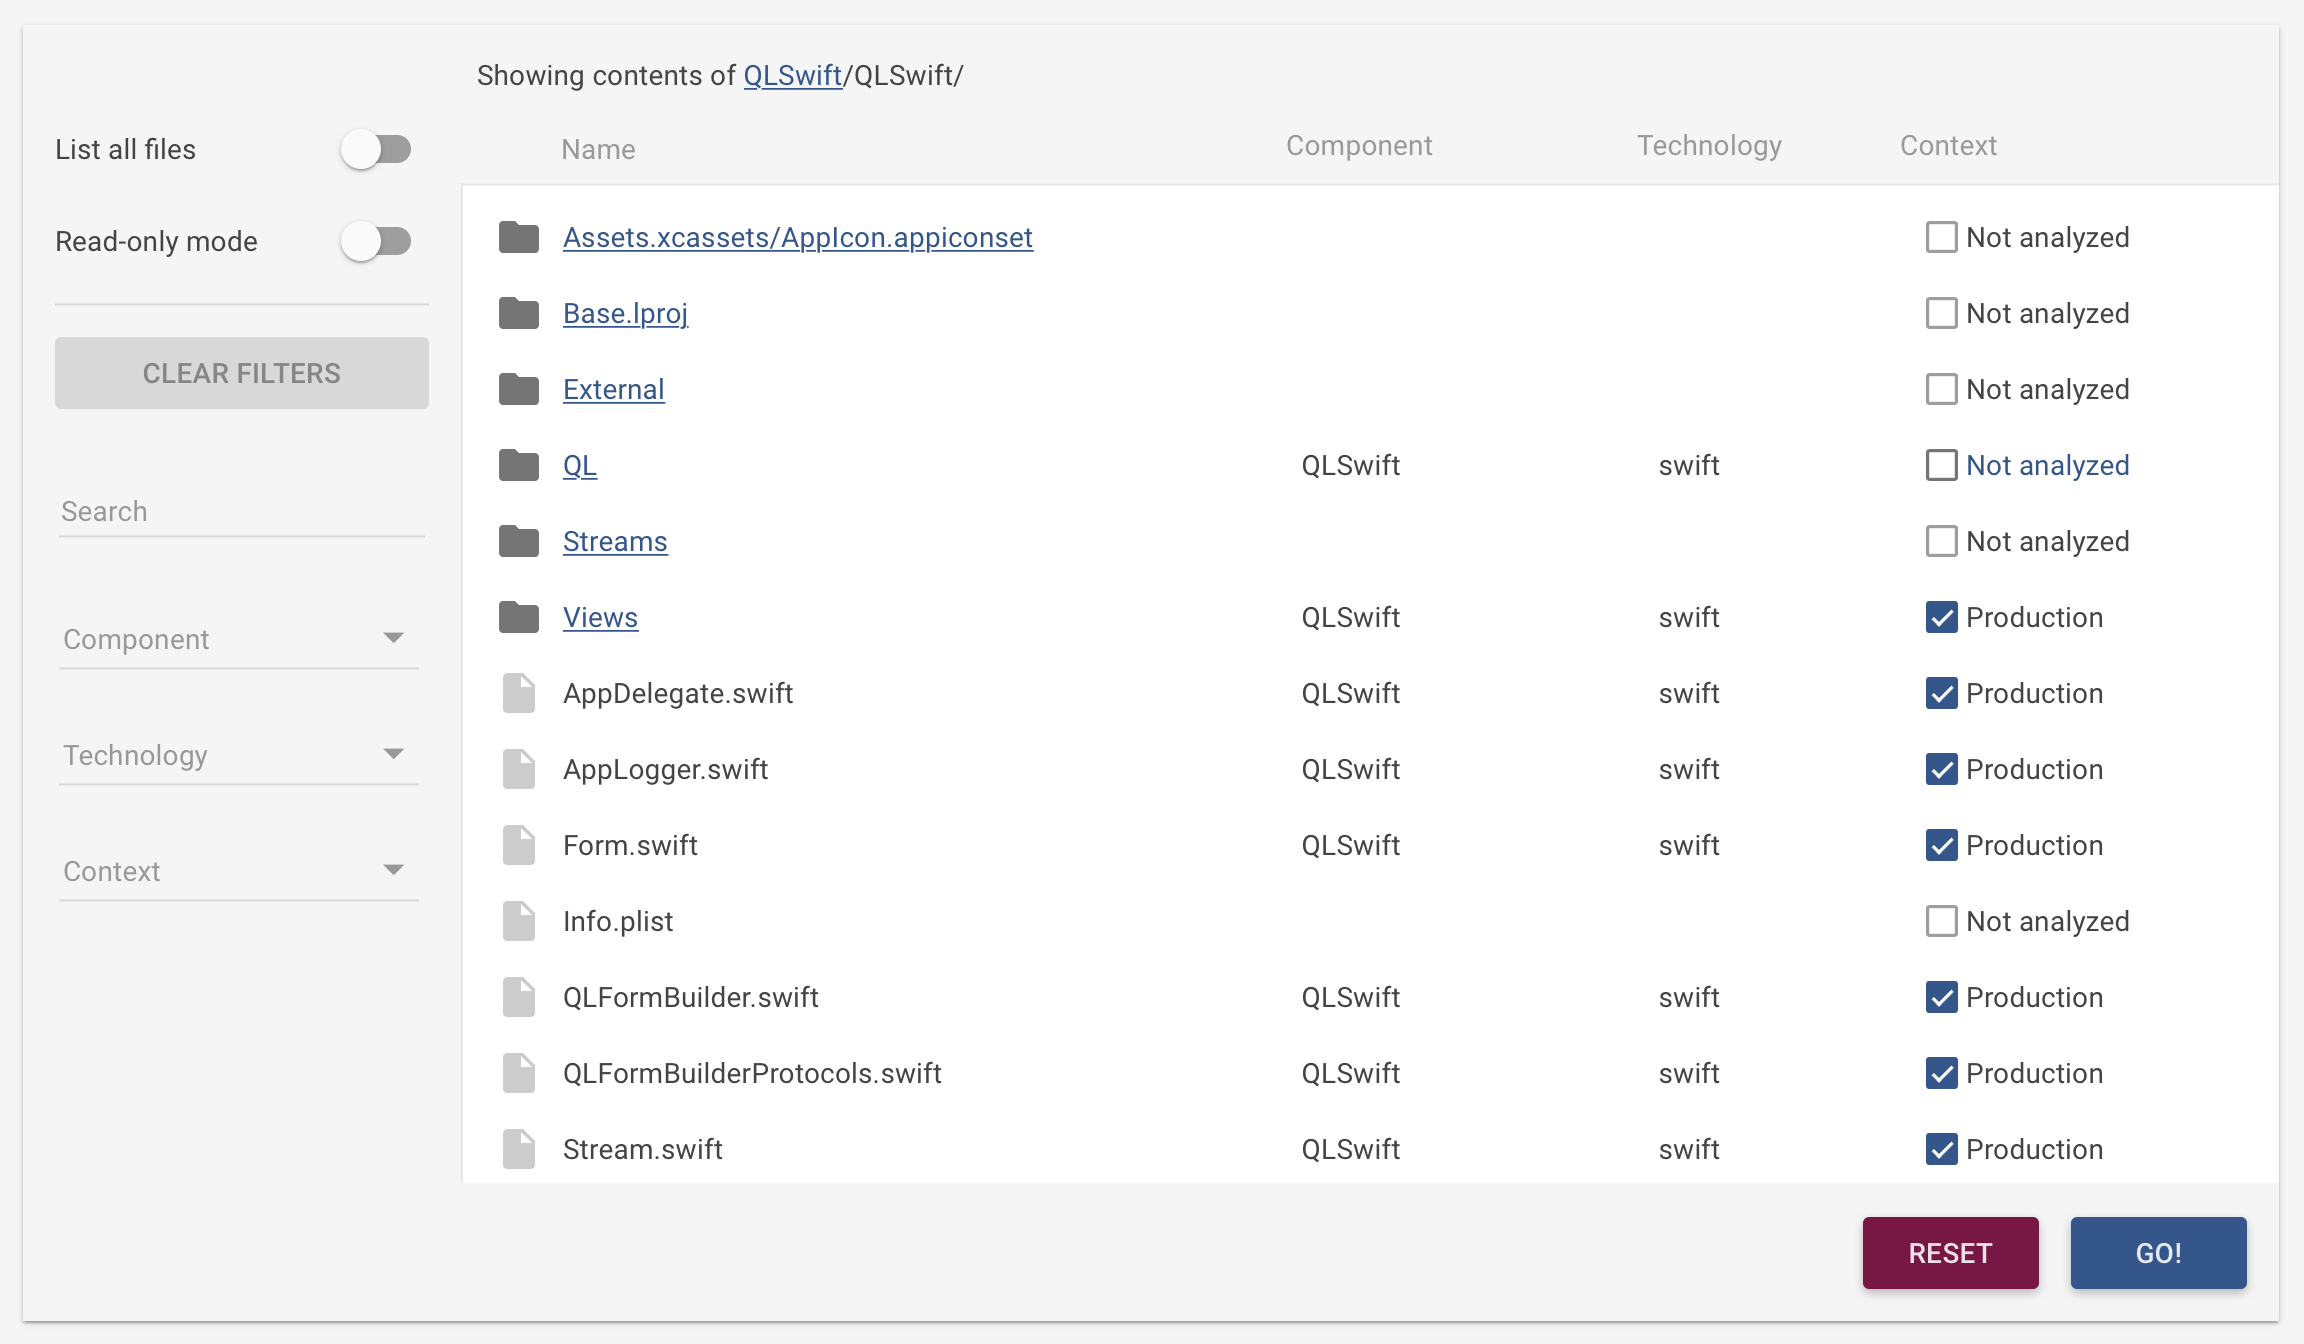 Showing contents of QLSwift/QLSwift/
List all files
Read-only mode
CLEAR FILTERS
Search
Component
Technology
Context
Name Component Technology Context
Assets.xcassets/AppIcon.appiconset Not analyzed
Base.lproj Not analyzed
External Not analyzed
QL QLSwift swift Not analyzed
Streams Not analyzed
Views QLSwift swift Production
AppDelegate.swift QLSwift swift Production
AppLogger.swift QLSwift swift Production
Form.swift QLSwift swift Production
Info.plist Not analyzed
QLFormBuilder.swift QLSwift swift Production
QLFormBuilderProtocols.swift QLSwift swift Production
Stream.swift QLSwift swift Production
RESET GO!